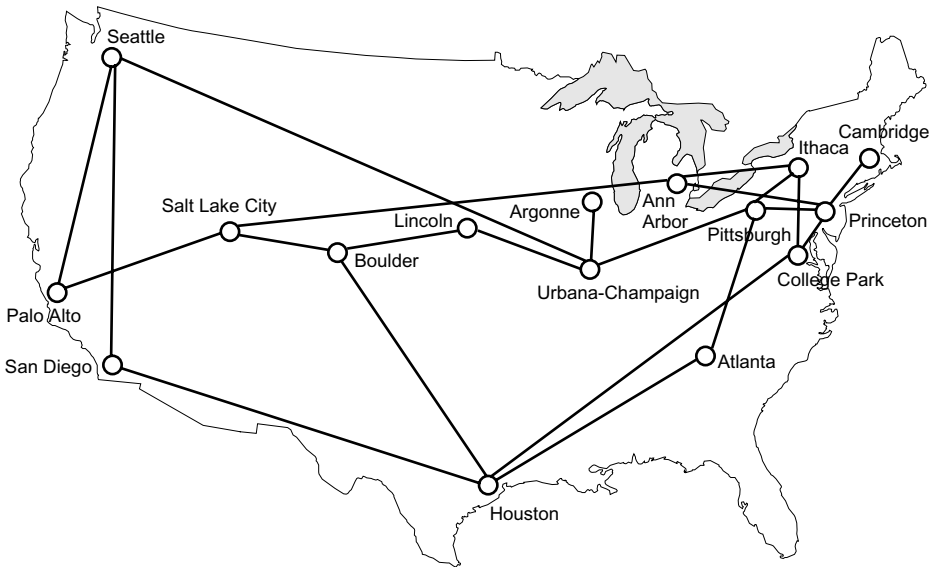 Seattle
Cambridge
Ithaca
Salt Lake City
Lincoln
Argonne
Ann
Arbor
Princeton
Pittsburgh
Boulder
College Park
Urbana-Champaign
Palo Alto
San Diego
Atlanta
Houston